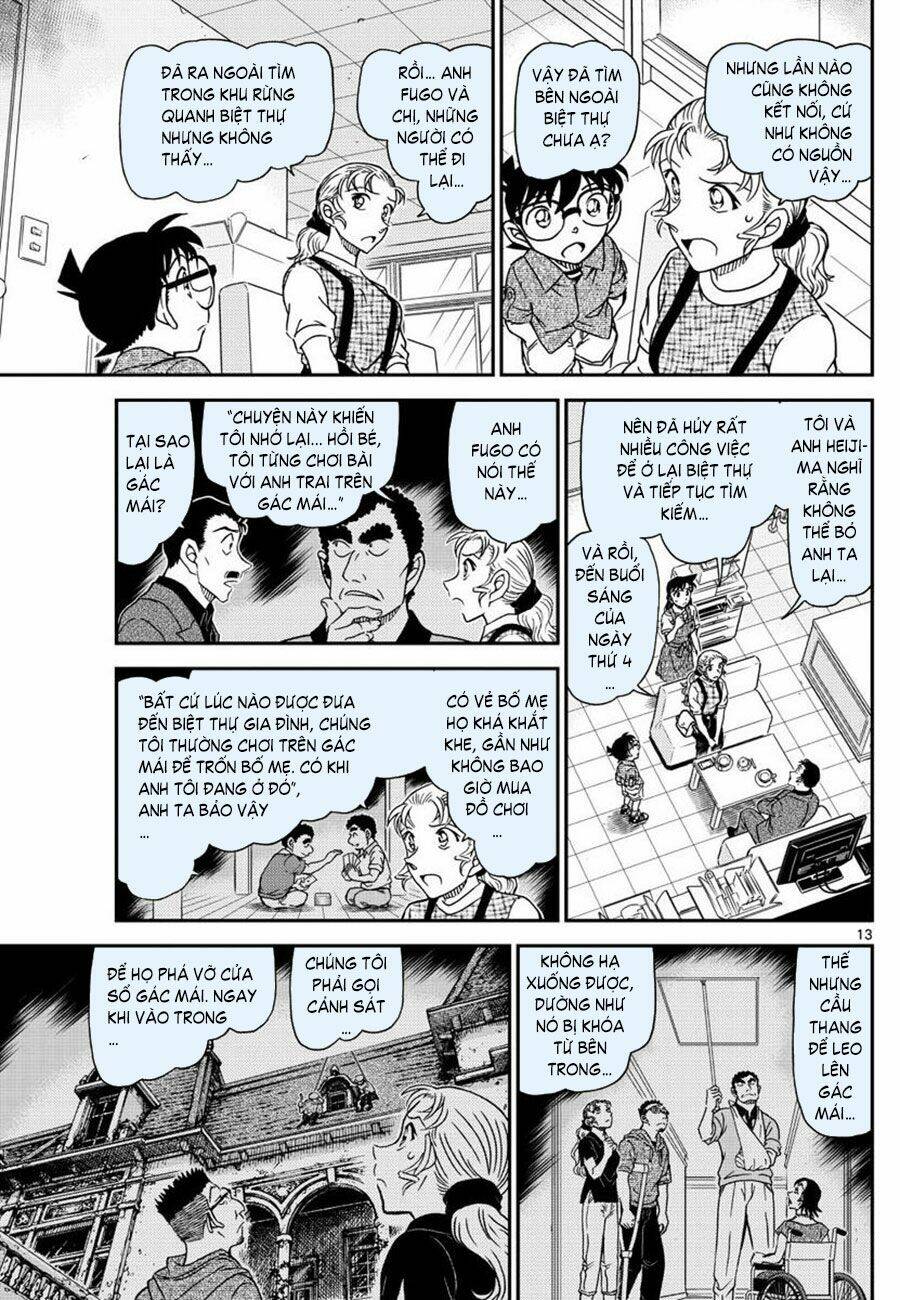 NHƯNG LẦN NÀO
CŨNG KHÔNG
KẾT NỐI, CỨ
NHƯ KHÔNG
CÓ NGUỒN
VẬY...
VẬY ĐÃ TÌM
BÊN NGOÀI
BIỆT THỰ
CHƯA Ạ?
RỒI... ANH
FUGO VÀ
CHỊ, NHỮNG
NGƯỜI CÓ
THỂ ĐI
LẠI...
ĐÃ RA NGOÀI TÌM
TRONG KHU RỪNG
QUANH BIỆT THỰ
NHƯNG KHÔNG
THẤY...
TÔI VÀ
ANH HEIJI-
MA NGHĨ
RẰNG
KHÔNG
THỂ BỎ
ANH TA
LẠI...
NÊN ĐÃ HỦY RẤT
NHIỀU CÔNG VIỆC
ĐỂ Ở LẠI BIỆT THỰ
VÀ TIẾP TỤC TÌM
KIẾM...
VÀ RỒI,
ĐẾN BUỔI
SÁNG
CỦA
NGÀY
THỨ 4
...
ANH
FUGO CÓ
NÓI THẾ
NÀY...
"CHUYỆN NÀY KHIẾN
TÔI NHỚ LẠI... HỒI BÉ,
TÔI TỪNG CHƠI BÀI
VỚI ANH TRAI TRÊN
GÁC MÁI..."
TẠI SAO
LẠI LÀ
GÁC
MÁI?
CÓ VẺ BỐ MẸ
HỌ KHÁ KHẮT
KHE, GẦN NHƯ
KHÔNG BAO
GIỜ MUA
ĐỒ CHƠI
...
"BẤT CỨ LÚC NÀO ĐƯỢC ĐƯA
ĐẾN BIỆT THỰ GIA ĐÌNH, CHÚNG
TÔI THƯỜNG CHƠI TRÊN GÁC
MÁI ĐỂ TRỐN BỐ MẸ. CÓ KHI
ANH TÔI ĐANG Ở ĐÓ",
ANH TA BẢO VẬY
...
13
THẾ
NHƯNG
CẦU
THANG
ĐỂ LEO
LÊN
GÁC
MÁI...
KHÔNG HẠ
XUỐNG ĐƯỢC,
DƯỜNG NHƯ
NÓ BỊ KHÓA
TỪ BÊN
TRONG...
CHÚNG TÔI
PHẢI GỌI
CẢNH SÁT
...
ĐỂ HỌ PHÁ VỠ CỬA
SỔ GÁC MÁI. NGAY
KHI VÀO TRONG
...